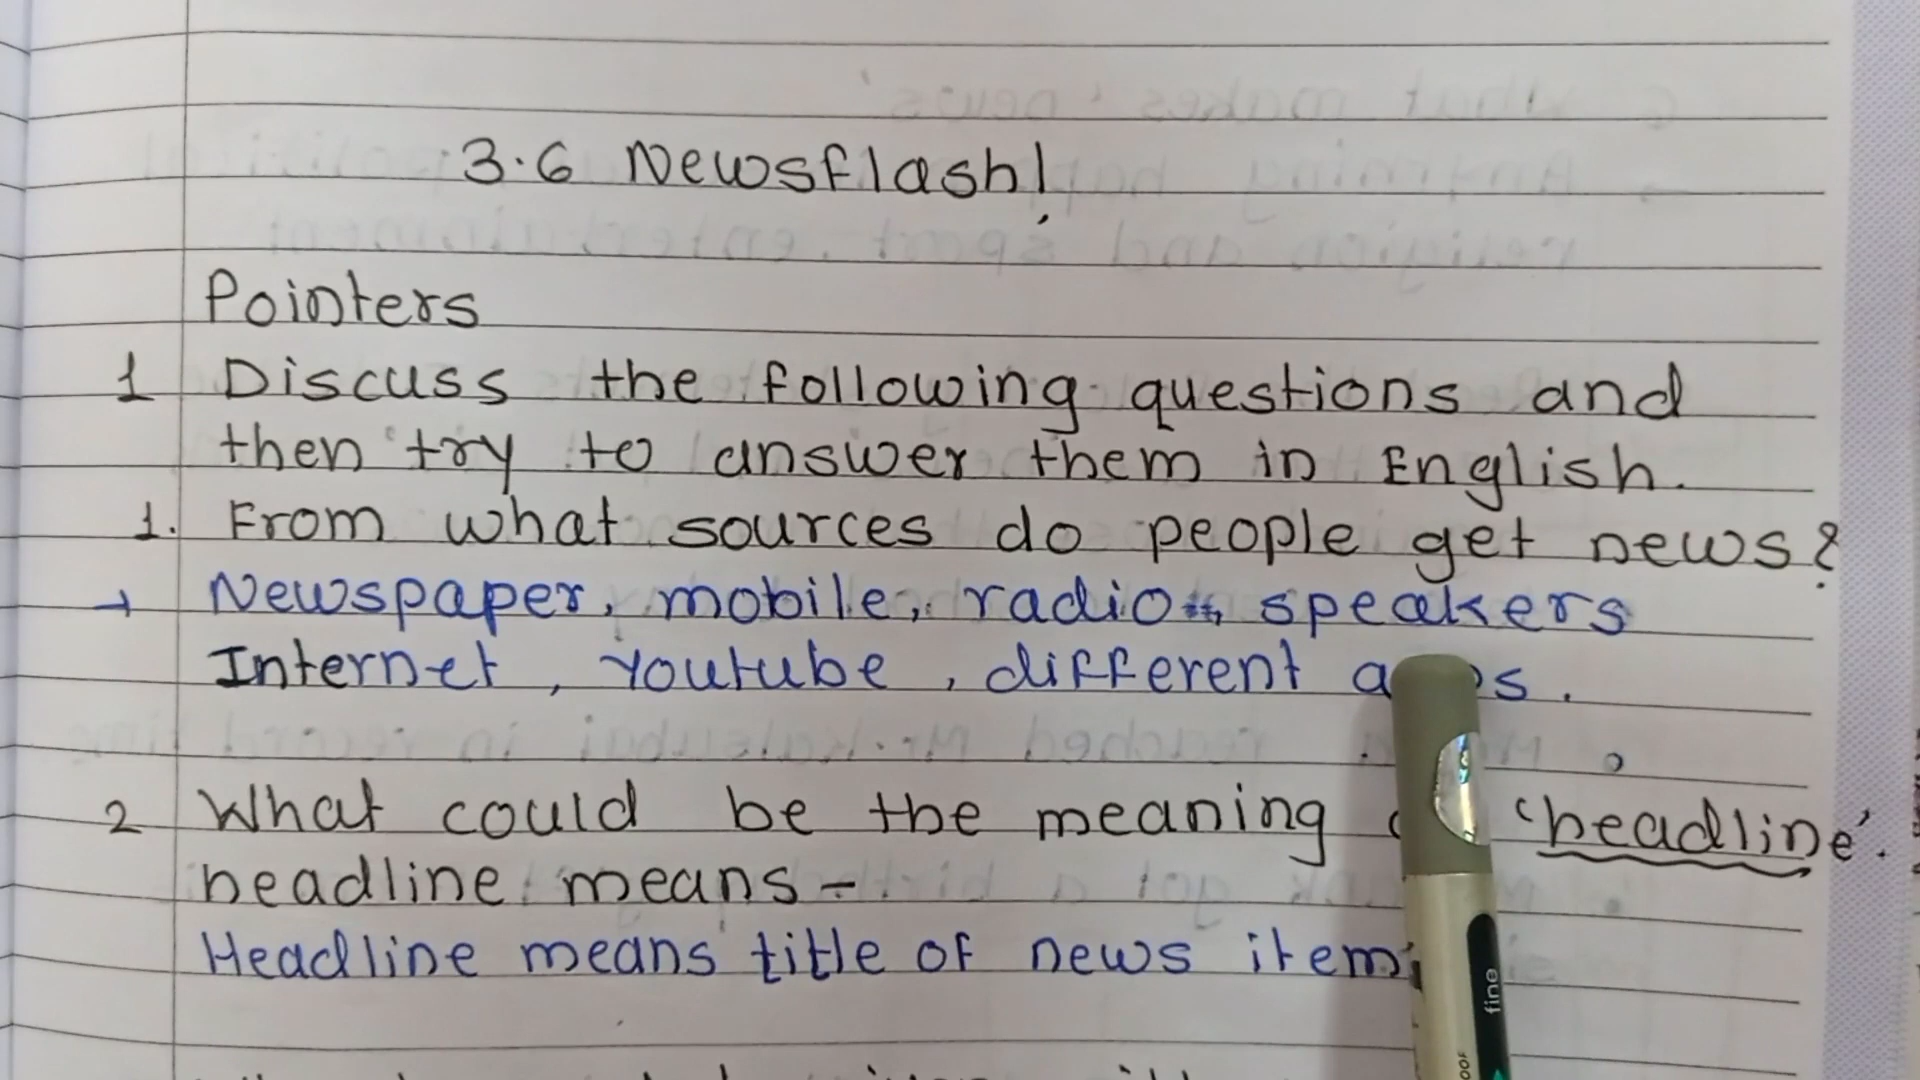 3.6 Newsflash!
Pointers
1 Discuss the following questions and
then try to answer them in English.
1. From what sources do people get news?
→ Newspaper, mobile, radio, speakers
Internet, Youtube, different
2 What could be the meaning 'headline'.
headline means -
Headline means title of news item
fine